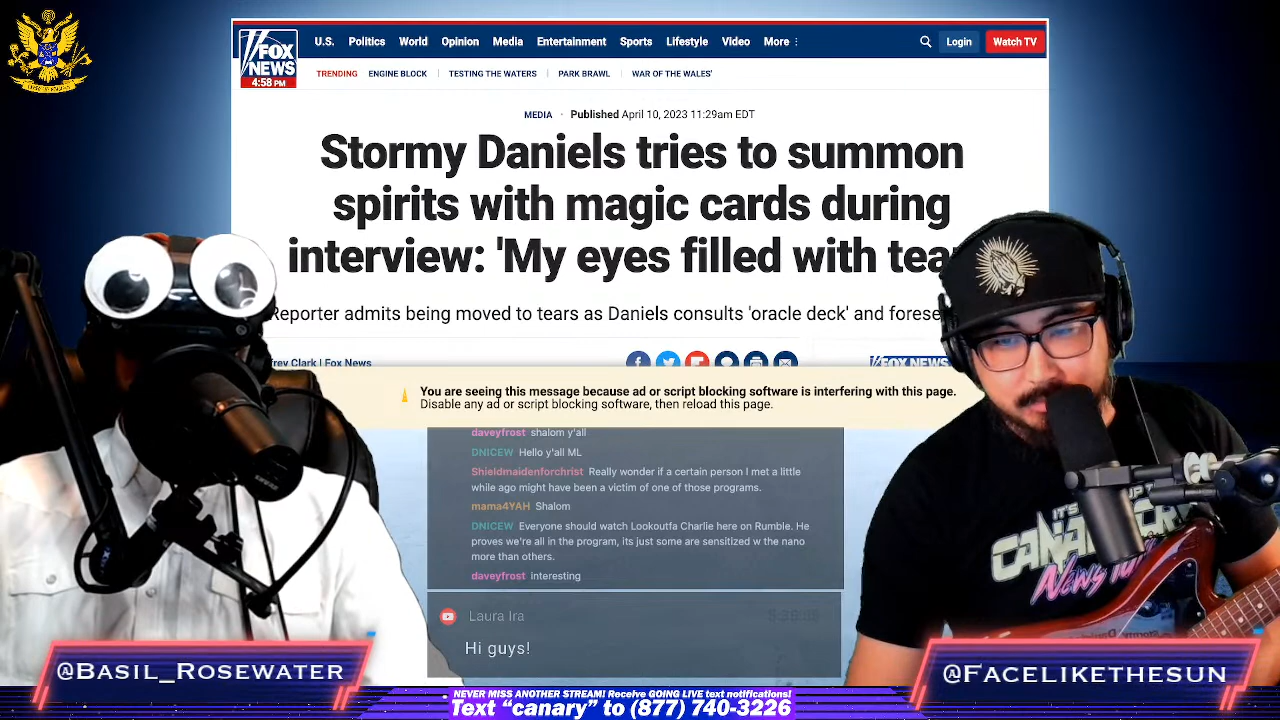 FOX
NEWS
4:58 PM
U.S. Politics World Opinion Media Entertainment Sports Lifestyle Video More Login Watch TV
TRENDING ENGINE BLOCK TESTING THE WATERS PARK BRAWL WAR OF THE WALES'
MEDIA · Published April 10, 2023 11:29am EDT
Stormy Daniels tries to summon
spirits with magic cards during
interview: 'My eyes filled with tea
Reporter admits being moved to tears as Daniels consults 'oracle deck' and forese
frey Clark | Fox News
FOX NEWS
You are seeing this message because ad or script blocking software is interfering with this page.
Disable any ad or script blocking software, then reload this page.
daveyfrost shalom y'all
DNICEW Hello y'all ML
Shieldmaidenforchrist Really wonder if a certain person I met a little
while ago might have been a victim of one of those programs.
mama4YAH Shalom
DNICEW Everyone should watch Lookoutfa Charlie here on Rumble. He
proves we're all in the program, its just some are sensitized w the nano
more than others.
daveyfrost interesting
Laura Ira
Hi guys!
IT'S
CANARY CRY
News
@Basil_Rosewater
@Facelikethesun
NEVER MISS ANOTHER STREAM! Receive GOING LIVE text notifications!
Text "canary" to (877) 740-3226